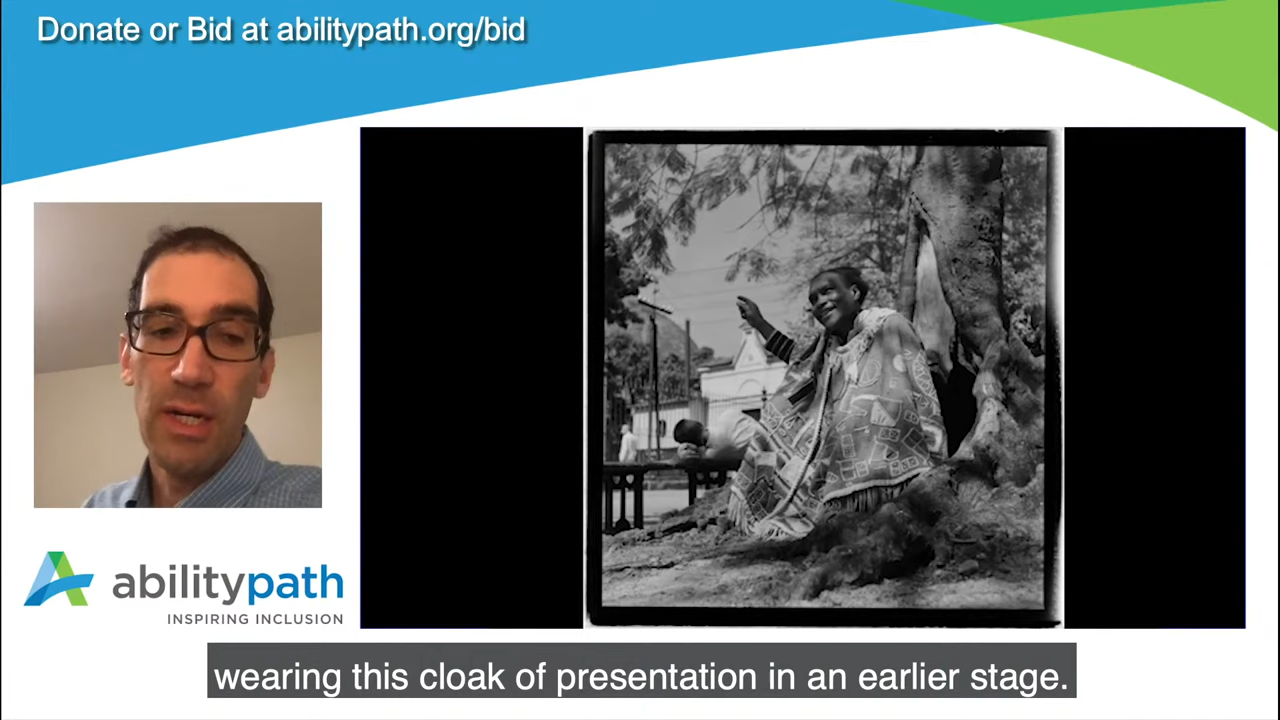 Donate or Bid at abilitypath.org/bid
abilitypath
INSPIRING INCLUSION
wearing this cloak of presentation in an earlier stage.